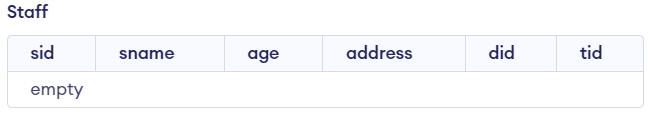 Staff
sid sname age address did tid
empty